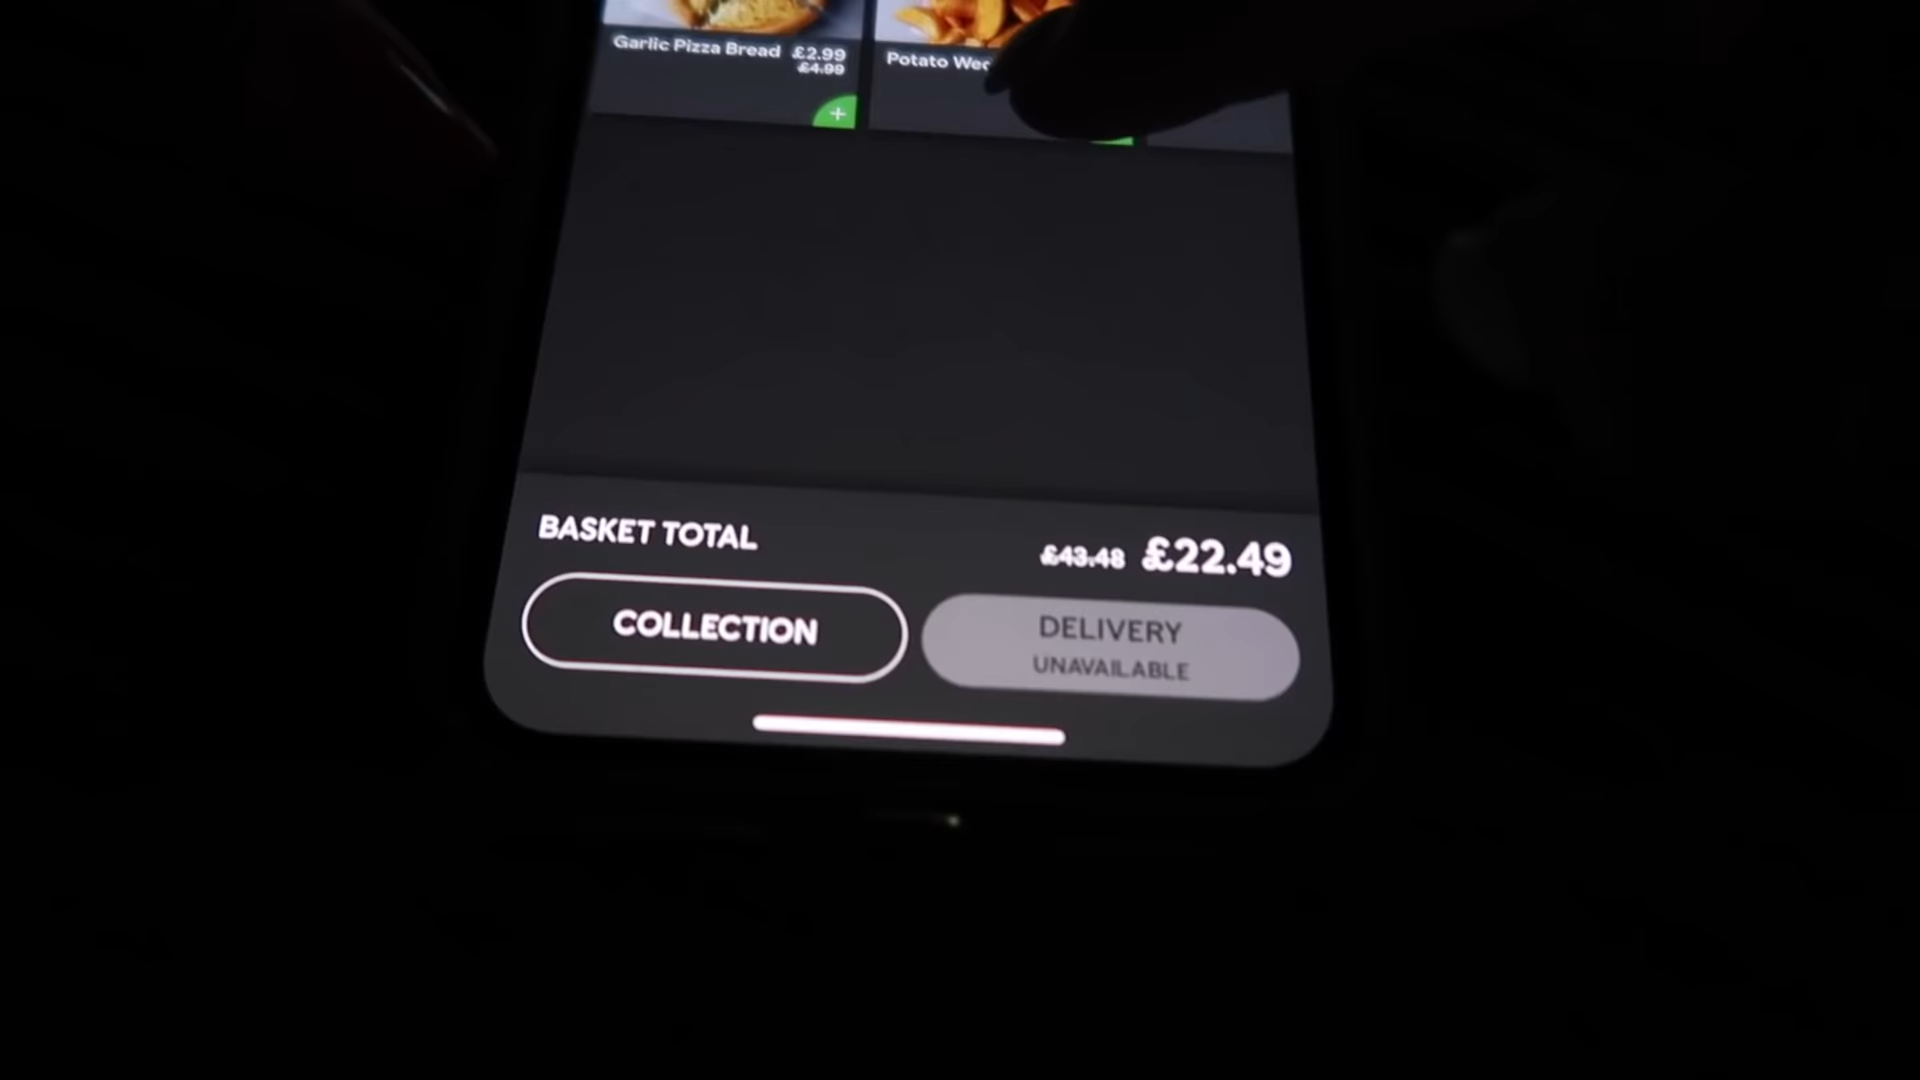 Garlic Pizza Bread £2.99
£4.99
Potato
+
BASKET TOTAL
£43.48 £22.49
COLLECTION
DELIVERY
UNAVAILABLE